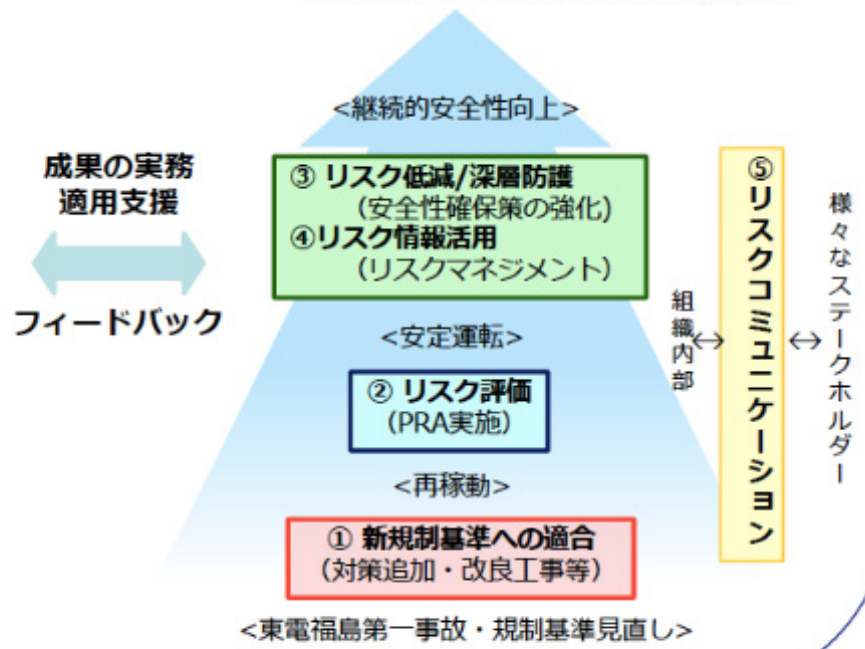 <継続的安全性向上>
成果の実務
適用支援
フィードバック
③ リスク低減/深層防護
(安全性確保策の強化)
④リスク情報活用
(リスクマネジメント)
<安定運転>
② リスク評価
(PRA実施)
<再稼動>
① 新規制基準への適合
(対策追加・改良工事等)
<東電福島第一事故・規制基準見直し>
組織内部
↔
⑤リスクコミュニケーション
↔
様々なステークホルダー